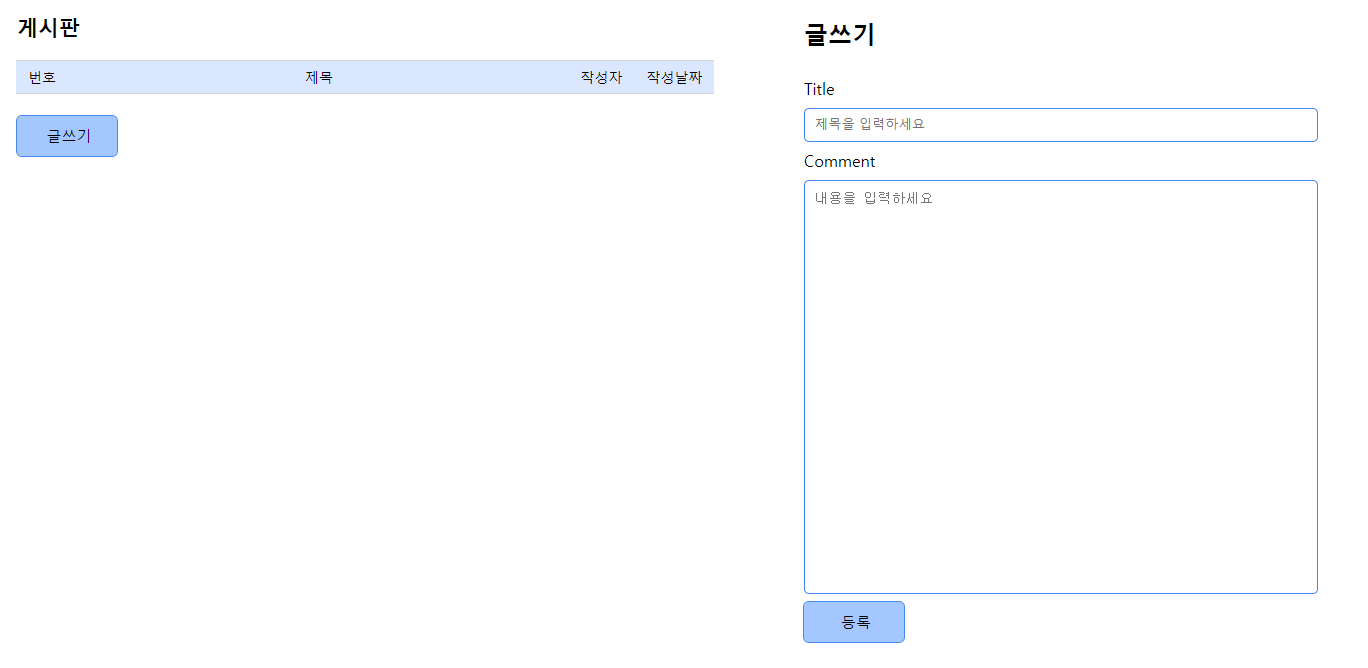 게시판
번호 제목 작성자 작성날짜
글쓰기
글쓰기
Title
제목을 입력하세요
Comment
내용을 입력하세요
등록